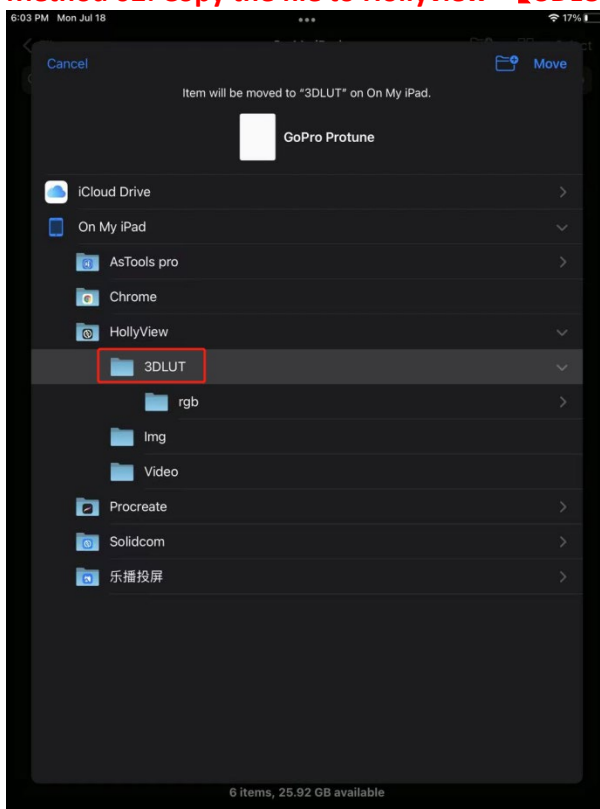 6:03 PM Mon Jul 18
17%
Cancel
Move
Item will be moved to “3DLUT” on On My iPad.
GoPro Protune
iCloud Drive
On My iPad
AsTools pro
Chrome
HollyView
3DLUT
rgb
Img
Video
Procreate
Solidcom
乐播投屏
6 items, 25.92 GB available